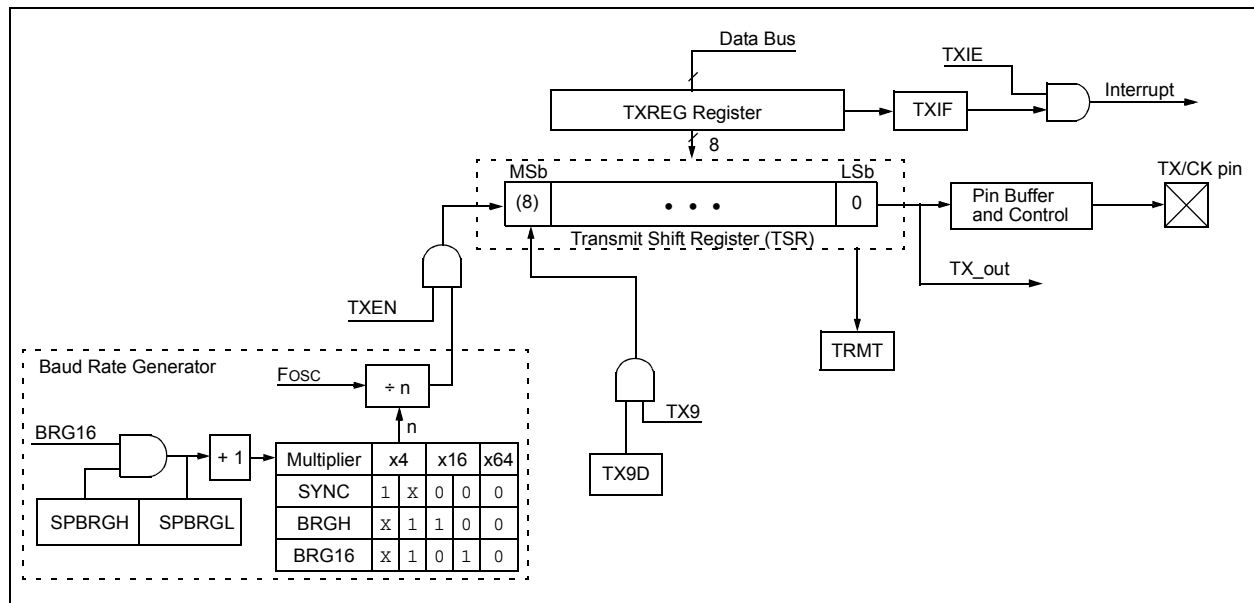 Data Bus
TXIE
Interrupt
TXREG Register
TXIF
8
MSb
LSb
TX/CK pin
(8)
• • •
0
Pin Buffer
and Control
Transmit Shift Register (TSR)
TX_out
TXEN
TRMT
Baud Rate Generator
FOSC
÷ n
n
TX9
BRG16
+ 1
Multiplier x4 x16 x64
SYNC 1 X 0 0 0
BRGH X 1 1 0 0
BRG16 X 1 0 1 0
TX9D
SPBRGH SPBRGL